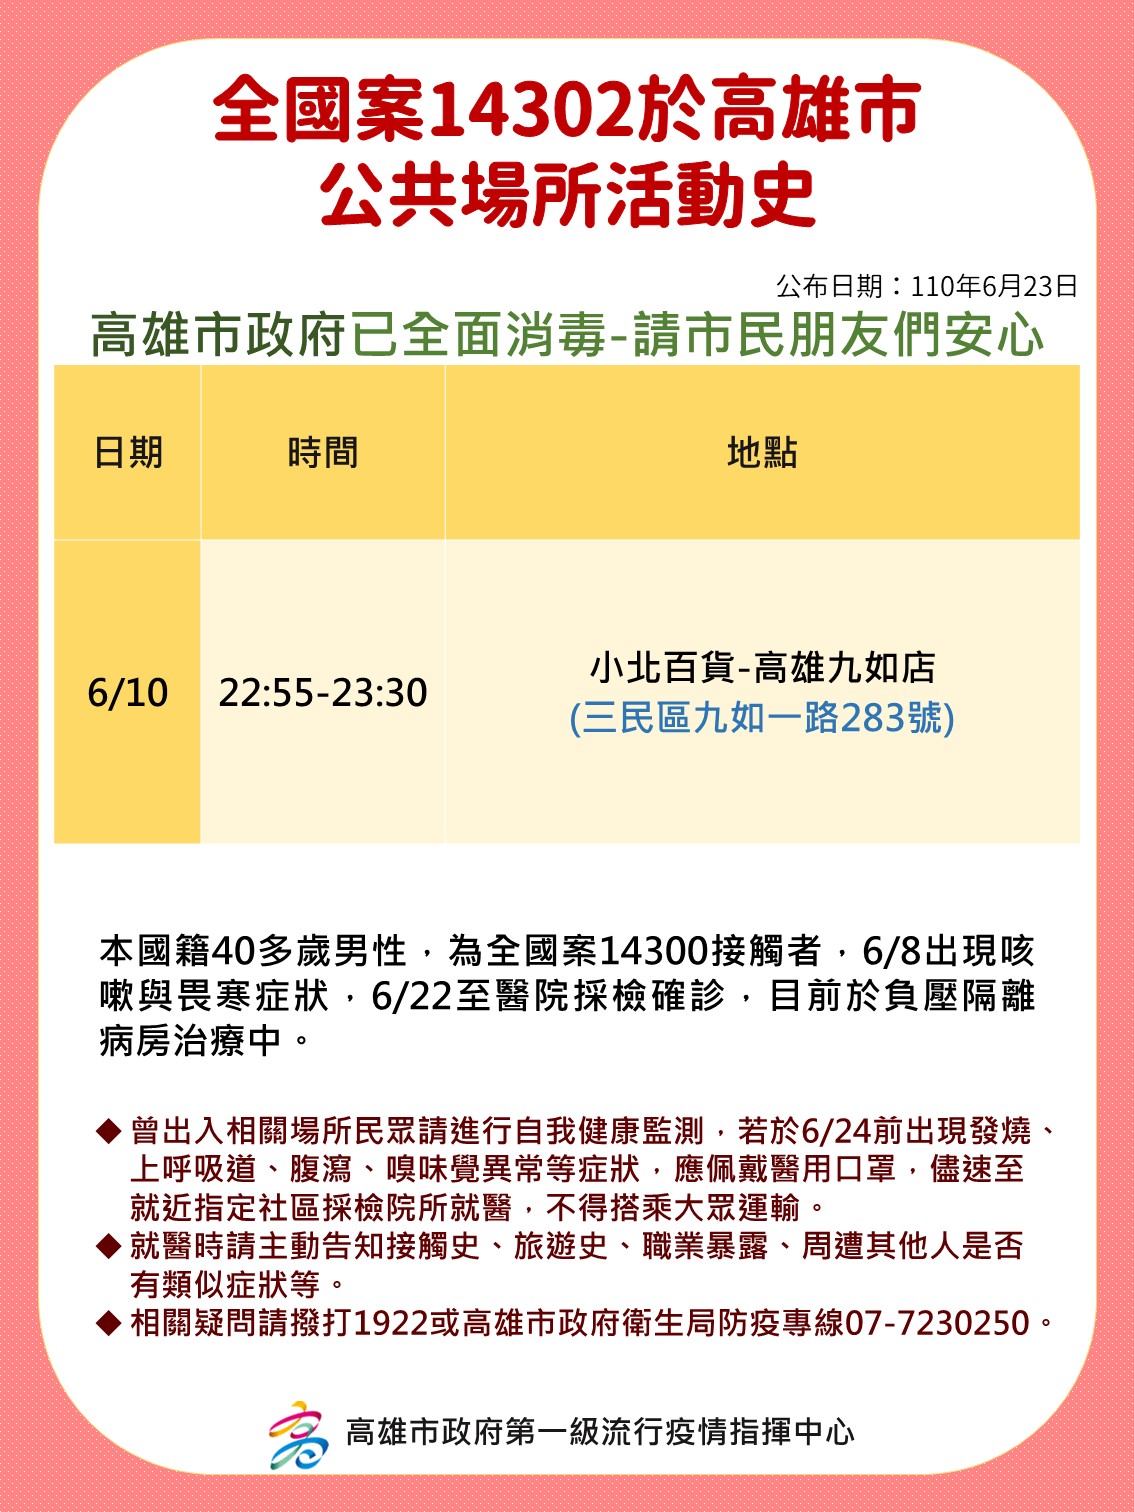 全國案14302於高雄市
公共場所活動史
公布日期：110年6月23日
高雄市政府已全面消毒-請市民朋友們安心
日期
時間
地點
6/10
22:55-23:30
小北百貨-高雄九如店
(三民區九如一路283號)
本國籍40多歲男性，為全國案14300接觸者，6/8出現咳
嗽與畏寒症狀，6/22至醫院採檢確診，目前於負壓隔離
病房治療中。
◆曾出入相關場所民眾請進行自我健康監測，若於6/24前出現發燒、
上呼吸道、腹瀉、嗅味覺異常等症狀，應佩戴醫用口罩，儘速至
就近指定社區採檢院所就醫，不得搭乘大眾運輸。
◆就醫時請主動告知接觸史、旅遊史、職業暴露、周遭其他人是否
有類似症狀等。
◆相關疑問請撥打1922或高雄市政府衛生局防疫專線07-7230250。
高雄市政府第一級流行疫情指揮中心